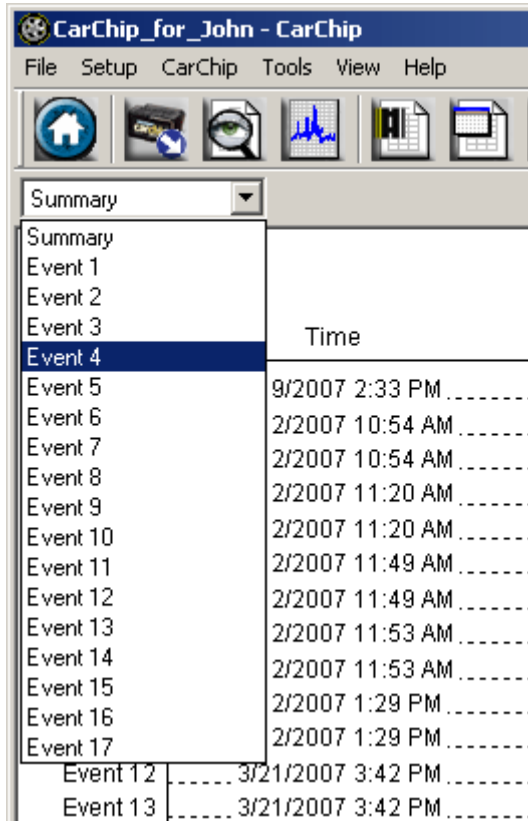 CarChip_for_John - CarChip
File Setup CarChip Tools View Help
Summary
Summary
Event 1
Event 2
Event 3
Event 4
Event 5
Event 6
Event 7
Event 8
Event 9
Event 10
Event 11
Event 12
Event 13
Event 14
Event 15
Event 16
Event 17
Time
9/2007 2:33 PM
2/2007 10:54 AM
2/2007 10:54 AM
2/2007 11:20 AM
2/2007 11:20 AM
2/2007 11:49 AM
2/2007 11:49 AM
2/2007 11:53 AM
2/2007 11:53 AM
2/2007 1:29 PM
2/2007 1:29 PM
Event 12 3/21/2007 3:42 PM
Event 13 3/21/2007 3:42 PM